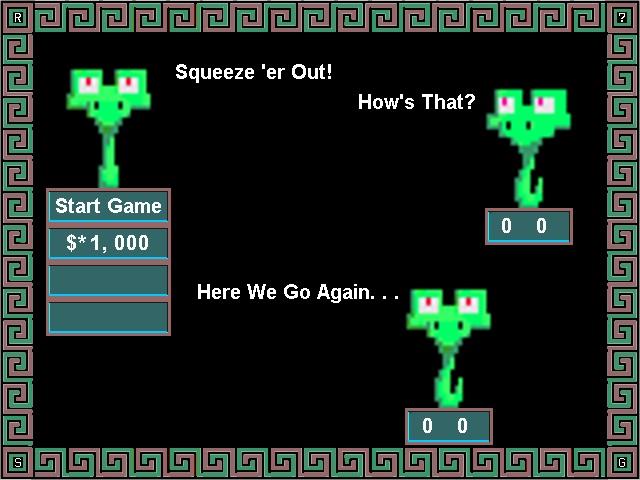 R
?
Squeeze 'er Out!
How's That?
Start Game
$*1, 000
0 0
Here We Go Again. . .
0 0
S
G